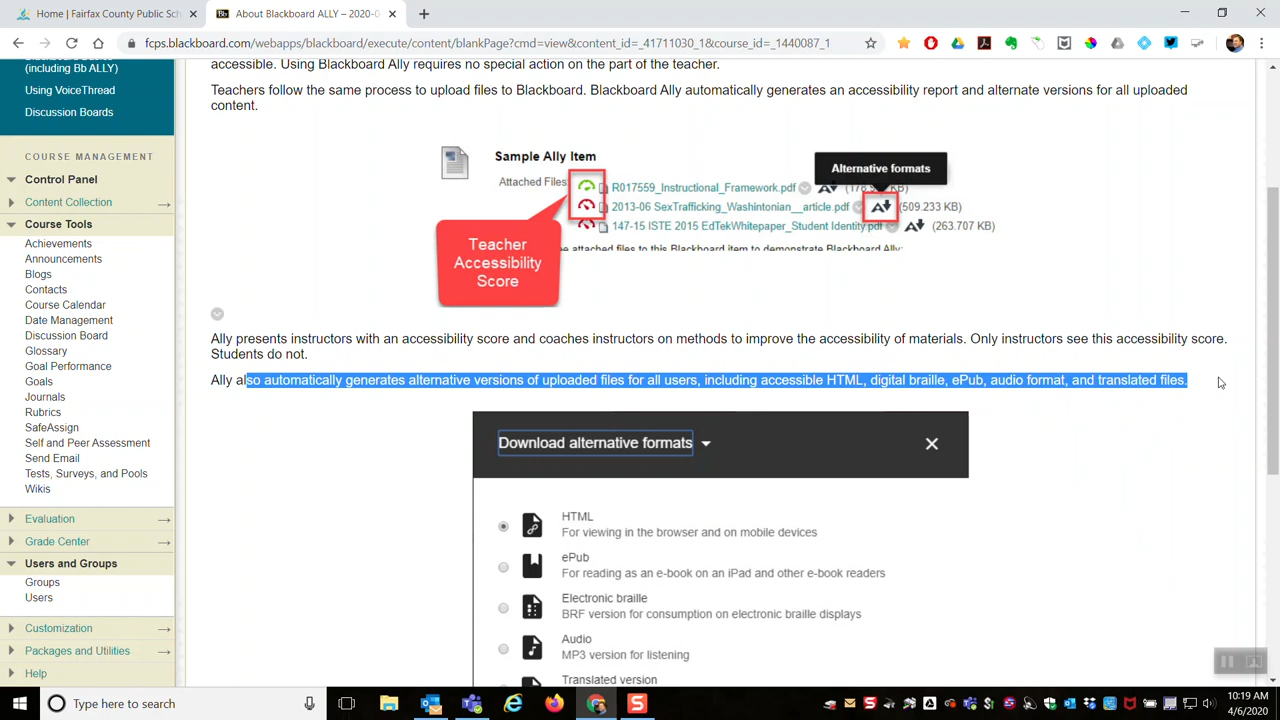 Home | Fairfax County Public Sch
About Blackboard ALLY – 2020-0
fcps.blackboard.com/webapps/blackboard/execute/content/blankPage?cmd=view&content_id=_41711030_1&course_id=_1440087_1
(including Bb ALLY)
Using VoiceThread
Discussion Boards
COURSE MANAGEMENT
Control Panel
Content Collection
Course Tools
Achievements
Announcements
Blogs
Contacts
Course Calendar
Date Management
Discussion Board
Glossary
Goal Performance
Goals
Journals
Rubrics
SafeAssign
Self and Peer Assessment
Send Email
Tests, Surveys, and Pools
Wikis
Evaluation
Grade Center
Users and Groups
Groups
Users
Customization
Packages and Utilities
Help
accessible. Using Blackboard Ally requires no special action on the part of the teacher.
Teachers follow the same process to upload files to Blackboard. Blackboard Ally automatically generates an accessibility report and alternate versions for all uploaded
content.
Sample Ally Item
Alternative formats
Attached Files:
R017559_Instructional_Framework.pdf
2013-06 SexTrafficking_Washintonian__article.pdf (509.233 KB)
147-15 ISTE 2015 EdTekWhitepaper_Student Identity.pdf (263.707 KB)
e attached files to this Blackboard item to demonstrate Blackboard Ally:
Teacher
Accessibility
Score
Ally presents instructors with an accessibility score and coaches instructors on methods to improve the accessibility of materials. Only instructors see this accessibility score.
Students do not.
Ally also automatically generates alternative versions of uploaded files for all users, including accessible HTML, digital braille, ePub, audio format, and translated files.
Download alternative formats
HTML
For viewing in the browser and on mobile devices
ePub
For reading as an e-book on an iPad and other e-book readers
Electronic braille
BRF version for consumption on electronic braille displays
Audio
MP3 version for listening
Translated version
Type here to search
10:19 AM
4/6/2020